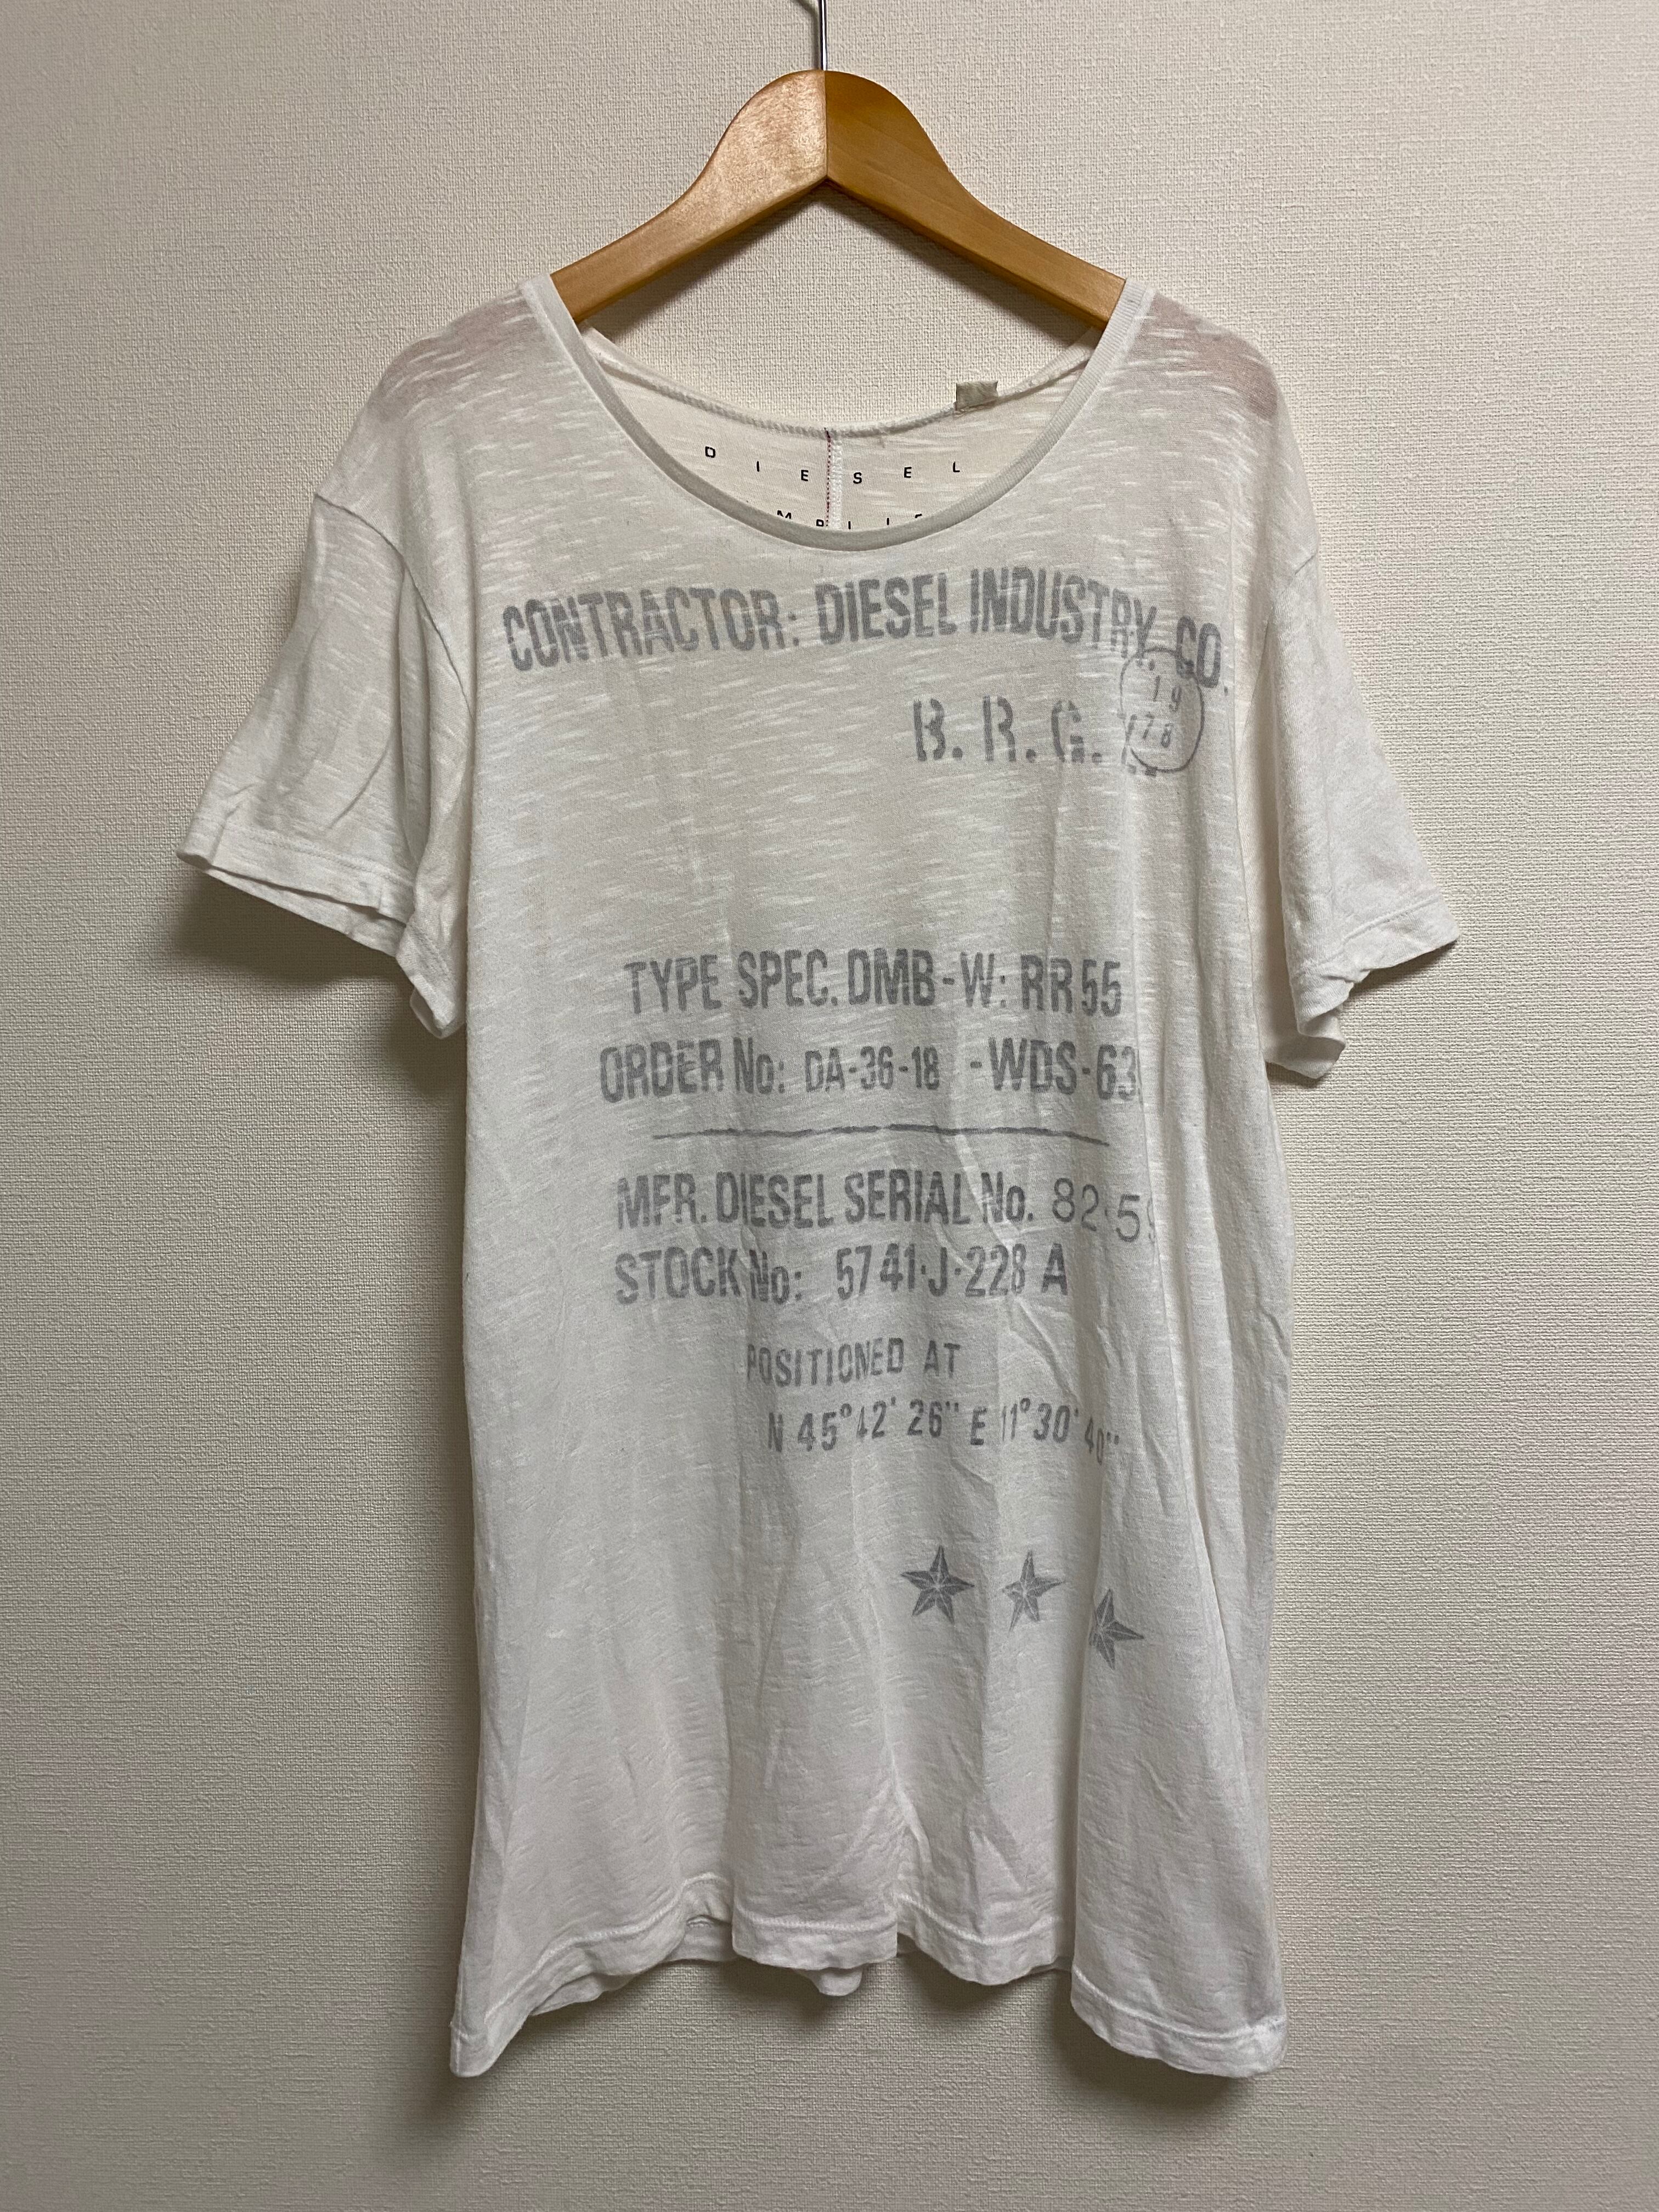 D I E S E L
CONTRACTOR: DIESEL INDUSTRY. CO.
B. R. G.
19
78
TYPE SPEC. DMB-W: RR55
ORDER No: DA-36-18 -WDS-63
MFR. DIESEL SERIAL No. 82·59
STOCK No: 5741·J·228 A
POSITIONED AT
N 45°42' 26" E 11°30' 40"